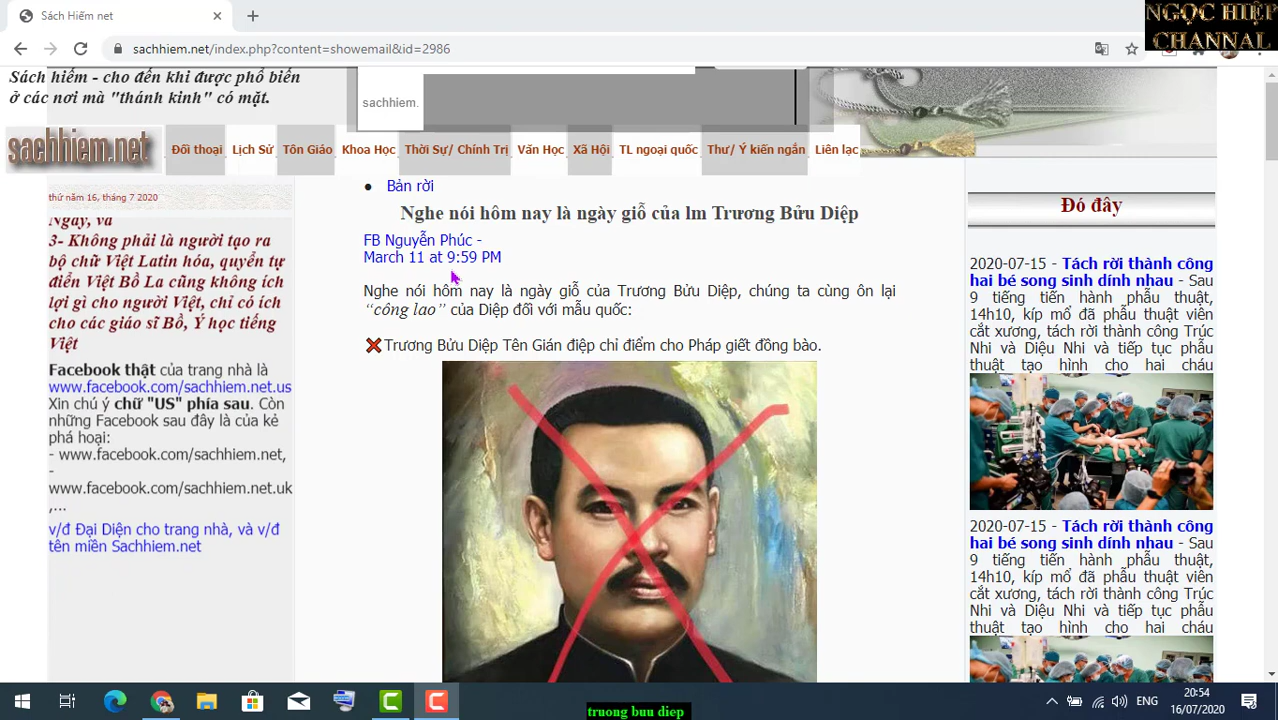 Sách Hiếm net
NGỌC HIỆP
CHANNAL
sachhiem.net/index.php?content=showemail&id=2986
Sách hiếm - cho đến khi được phổ biến
ở các nơi mà "thánh kinh" có mặt.
sachhiem.
sachhiem.net
Đối thoại
Lịch Sử
Tôn Giáo
Khoa Học
Thời Sự/ Chính Trị
Văn Học
Xã Hội
TL ngoại quốc
Thư/ Ý kiến ngắn
Liên lạc
thứ năm 16, tháng 7 2020
Ngay, và
3- Không phải là người tạo ra
bộ chữ Việt Latin hóa, quyển tự
điển Việt Bồ La cũng không ích
lợi gì cho người Việt, chỉ có ích
cho các giáo sĩ Bồ, Ý học tiếng
Việt
Facebook thật của trang nhà là
www.facebook.com/sachhiem.net.us
Xin chú ý chữ "US" phía sau. Còn
những Facebook sau đây là của kẻ
phá hoại:
- www.facebook.com/sachhiem.net,
-
www.facebook.com/sachhiem.net.uk
,...
v/đ Đại Diện cho trang nhà, và v/đ
tên miền Sachhiem.net
● Bản rời
Nghe nói hôm nay là ngày giỗ của lm Trương Bửu Diệp
FB Nguyễn Phúc -
March 11 at 9:59 PM
Nghe nói hôm nay là ngày giỗ của Trương Bửu Diệp, chúng ta cùng ôn lại
"công lao" của Diệp đối với mẫu quốc:
❌Trương Bửu Diệp Tên Gián điệp chỉ điểm cho Pháp giết đồng bào.
Đó đây
2020-07-15 - Tách rời thành công
hai bé song sinh dính nhau - Sau
9 tiếng tiến hành phẫu thuật,
14h10, kíp mổ đã phẫu thuật viên
cắt xương, tách rời thành công Trúc
Nhi và Diệu Nhi và tiếp tục phẫu
thuật tạo hình cho hai cháu
2020-07-15 - Tách rời thành công
hai bé song sinh dính nhau - Sau
9 tiếng tiến hành phẫu thuật,
14h10, kíp mổ đã phẫu thuật viên
cắt xương, tách rời thành công Trúc
Nhi và Diệu Nhi và tiếp tục phẫu
thuật tạo hình cho hai cháu
ENG
20:54
16/07/2020
truong buu diep